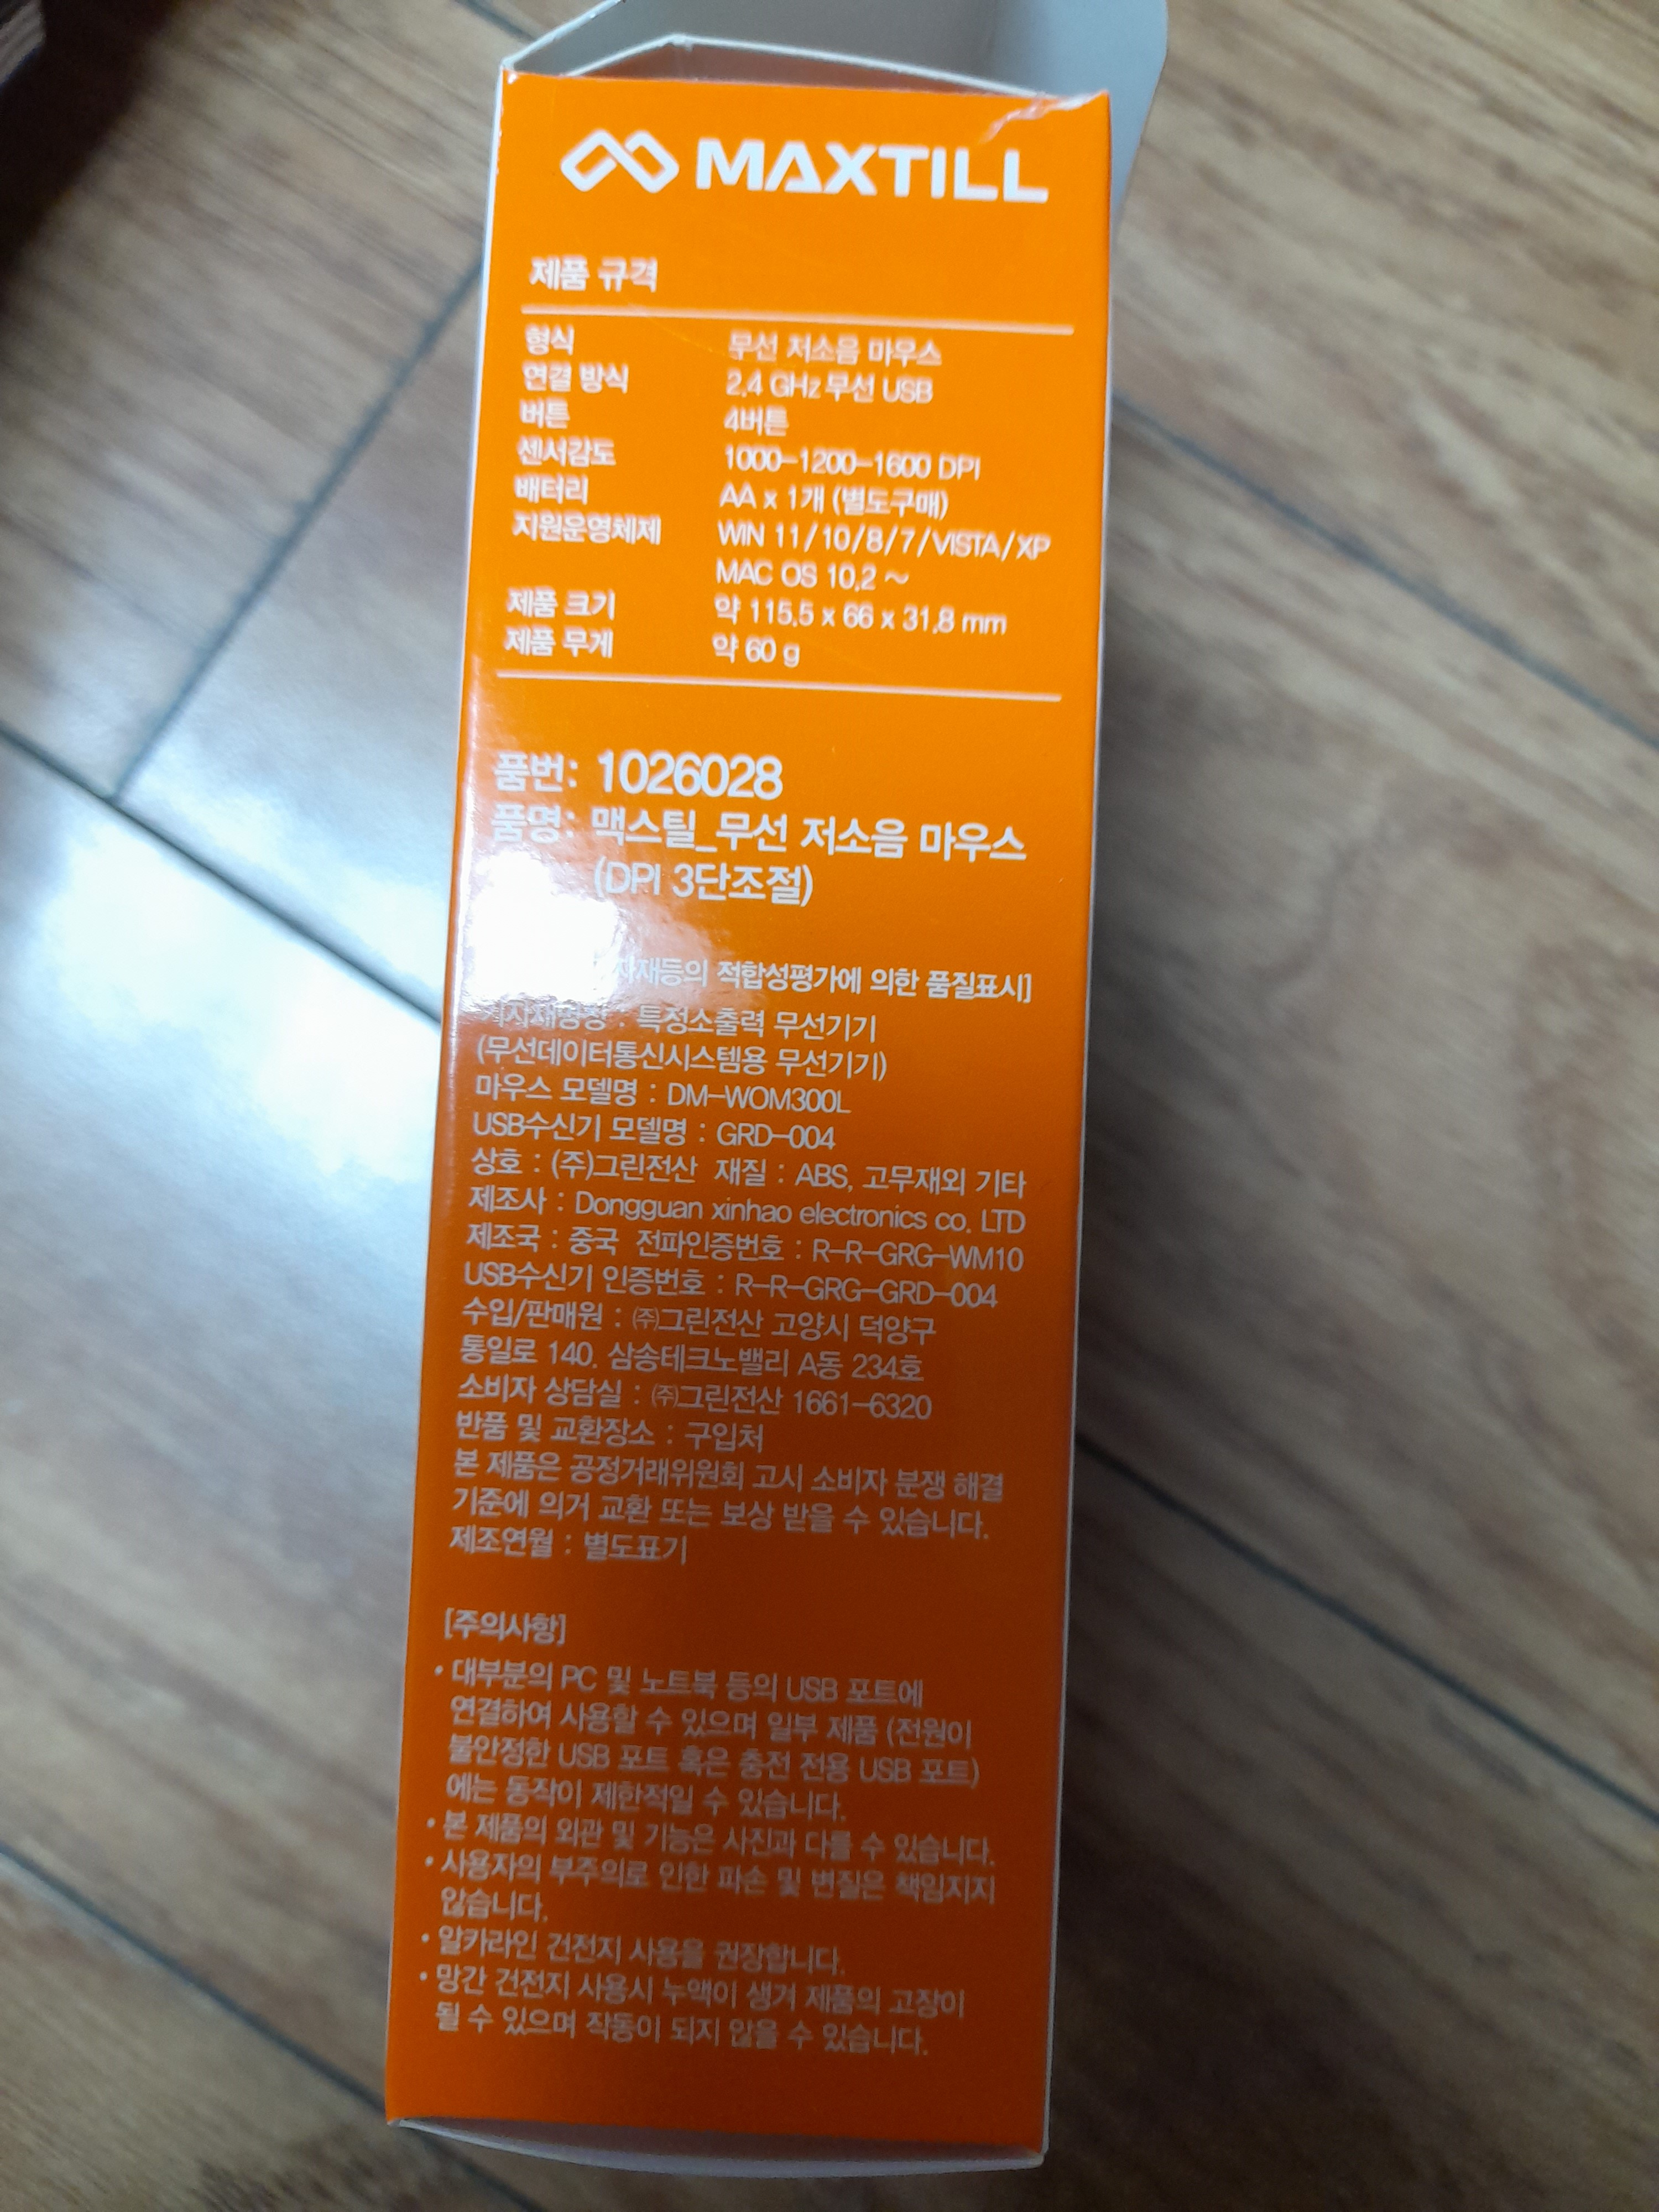 MAXTILL
제품 규격
형식 무선 저소음 마우스
연결 방식 2.4 GHz 무선 USB
버튼 4버튼
센서감도 1000-1200-1600 DPI
배터리 AA x 1개 (별도구매)
지원운영체제 WIN 11/10/8/7/VISTA/XP
MAC OS 10.2 ~
제품 크기 약 115.5 x 66 x 31.8 mm
제품 무게 약 60 g
품번: 1026028
품명: 맥스틸_무선 저소음 마우스
(DPI 3단조절)
적합성평가에 의한 품질표시]
: 특정소출력 무선기기
(무선데이터통신시스템용 무선기기)
마우스 모델명 : DM-WOM300L
USB수신기 모델명 : GRD-004
상호 : (주)그린전산 재질 : ABS, 고무재외 기타
제조사 : Dongguan xinhao electronics co. LTD
제조국 : 중국 전파인증번호 : R-R-GRG-WM10
USB수신기 인증번호 : R-R-GRG-GRD-004
수입/판매원 : ㈜그린전산 고양시 덕양구
통일로 140. 삼송테크노밸리 A동 234호
소비자 상담실 : ㈜그린전산 1661-6320
반품 및 교환장소 : 구입처
본 제품은 공정거래위원회 고시 소비자 분쟁 해결
기준에 의거 교환 또는 보상 받을 수 있습니다.
제조연월 : 별도표기
[주의사항]
• 대부분의 PC 및 노트북 등의 USB 포트에
연결하여 사용할 수 있으며 일부 제품 (전원이
불안정한 USB 포트 혹은 충전 전용 USB 포트)
에는 동작이 제한적일 수 있습니다.
• 본 제품의 외관 및 기능은 사진과 다를 수 있습니다.
• 사용자의 부주의로 인한 파손 및 변질은 책임지지
않습니다.
• 알카라인 건전지 사용을 권장합니다.
• 망간 건전지 사용시 누액이 생겨 제품의 고장이
될 수 있으며 작동이 되지 않을 수 있습니다.